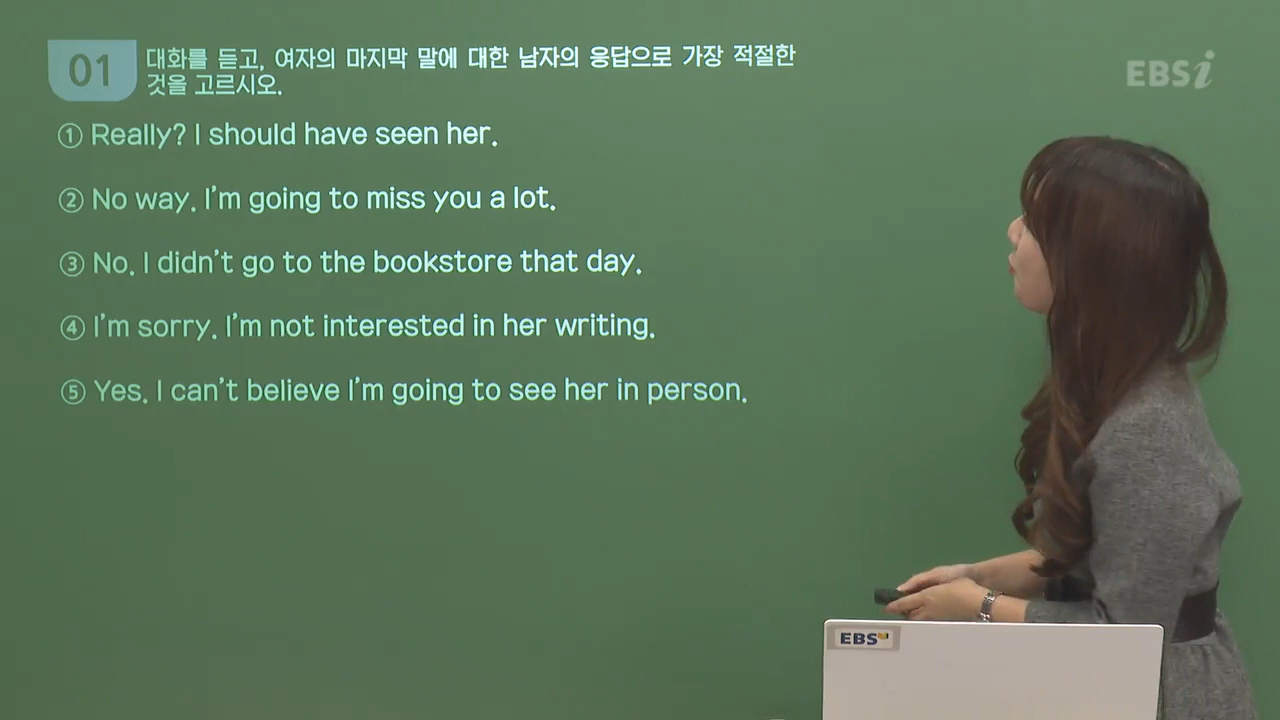 01
대화를 듣고, 여자의 마지막 말에 대한 남자의 응답으로 가장 적절한
것을 고르시오.
EBSi
① Really? I should have seen her.
② No way. I'm going to miss you a lot.
③ No. I didn't go to the bookstore that day.
④ I'm sorry. I'm not interested in her writing.
⑤ Yes. I can't believe I'm going to see her in person.
EBS